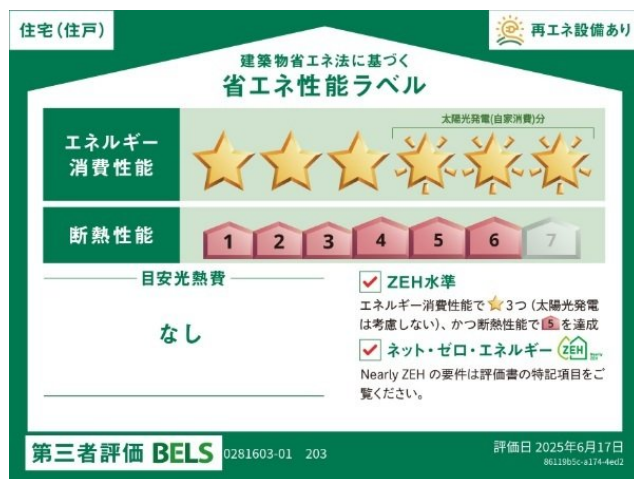 住宅(住戸)
再エネ設備あり
建築物省エネ法に基づく
省エネ性能ラベル
エネルギー
消費性能
太陽光発電(自家消費)分
断熱性能
1 2 3 4 5 6 7
目安光熱費
なし
ZEH水準
エネルギー消費性能で3つ(太陽光発電
は考慮しない)、かつ断熱性能で5を達成
ネット・ゼロ・エネルギー ZEH Nearly ZEH
Nearly ZEH の要件は評価書の特記項目をご
覧ください。
第三者評価 BELS 0281603-01 203
評価日 2025年6月17日
86119b5c-a174-4ed2